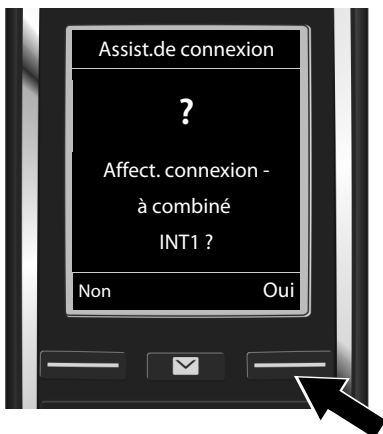 Assist.de connexion
?
Affect. connexion -
à combiné
INT1 ?
Non Oui